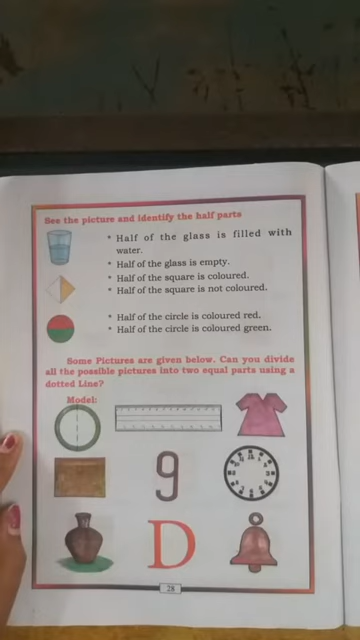 See the picture and identify the half parts
* Half of the glass is filled with
water.
* Half of the glass is empty.
* Half of the square is coloured.
* Half of the square is not coloured.
* Half of the circle is coloured red.
* Half of the circle is coloured green.
Some Pictures are given below. Can you divide
all the possible pictures into two equal parts using a
dotted Line?
Model:
9
D
28